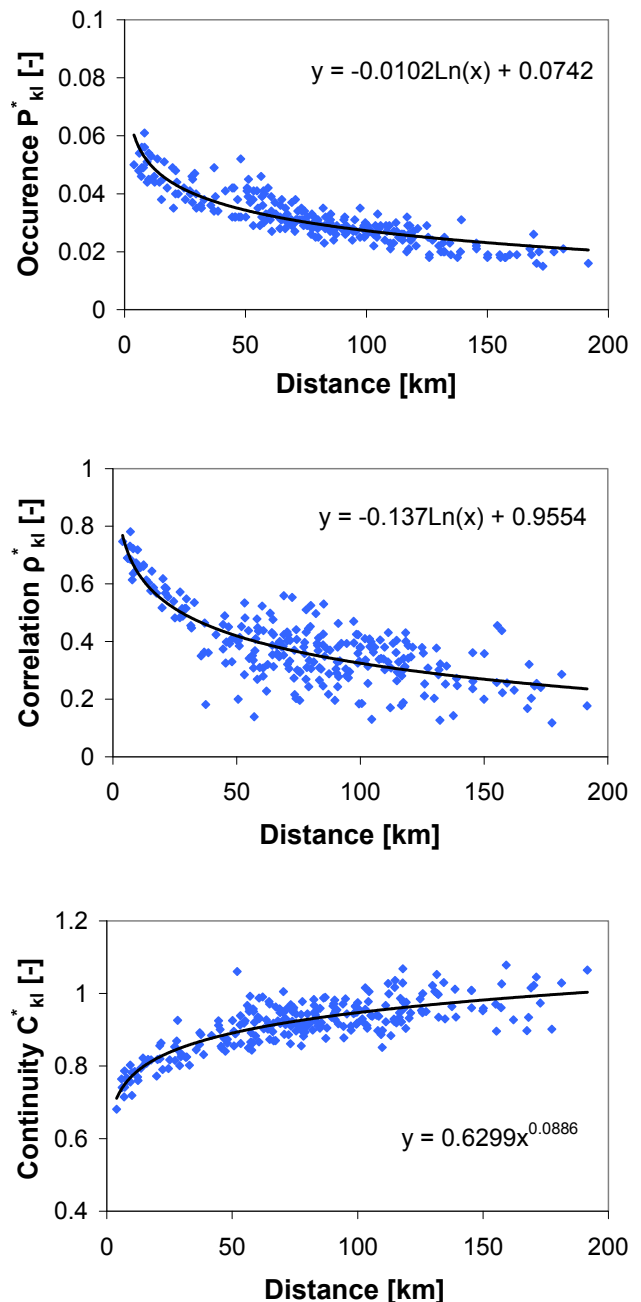 0.1
y = -0.0102Ln(x) + 0.0742
0.08
0.06
0.04
0.02
0
Occurence P*kl [-]
0 50 100 150 200
Distance [km]
1
y = -0.137Ln(x) + 0.9554
0.8
0.6
0.4
0.2
0
Correlation ρ*kl [-]
0 50 100 150 200
Distance [km]
1.2
1
0.8
0.6
0.4
y = 0.6299x^0.0886
Continuity C*kl [-]
0 50 100 150 200
Distance [km]